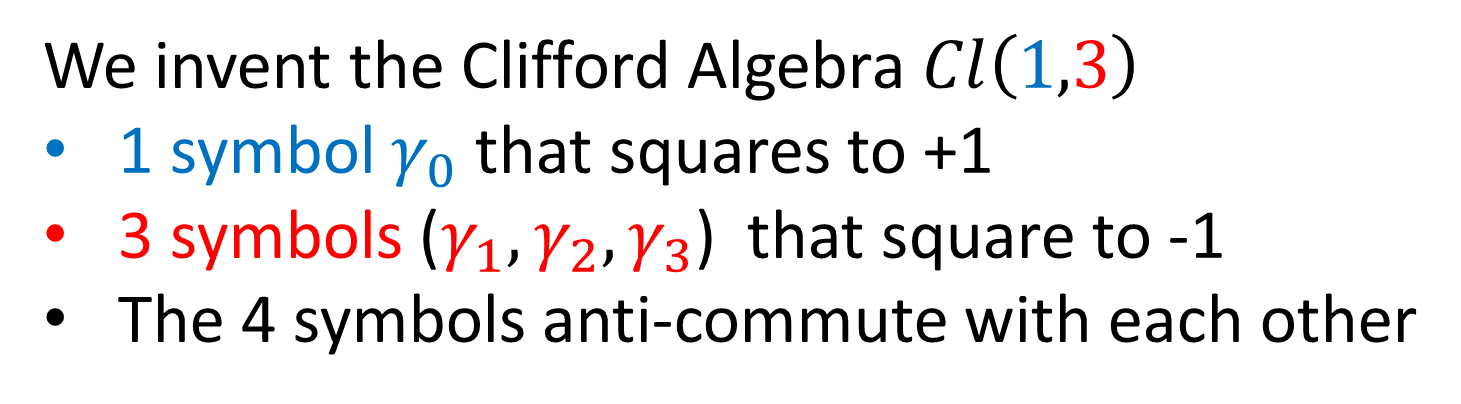 We invent the Clifford Algebra 𝐶𝑙(1,3)
• 1 symbol 𝛾₀ that squares to +1
• 3 symbols (𝛾₁, 𝛾₂, 𝛾₃) that square to -1
• The 4 symbols anti-commute with each other